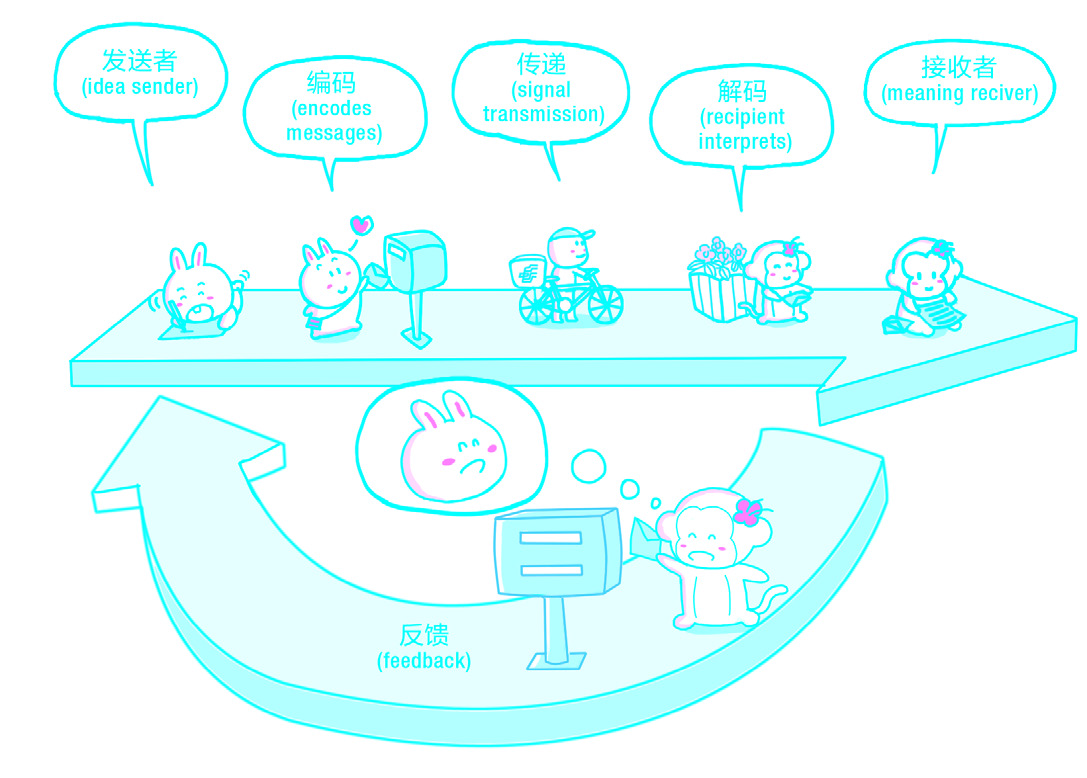 发送者
(idea sender)
编码
(encodes
messages)
传递
(signal
transmission)
解码
(recipient
interprets)
接收者
(meaning reciver)
反馈
(feedback)